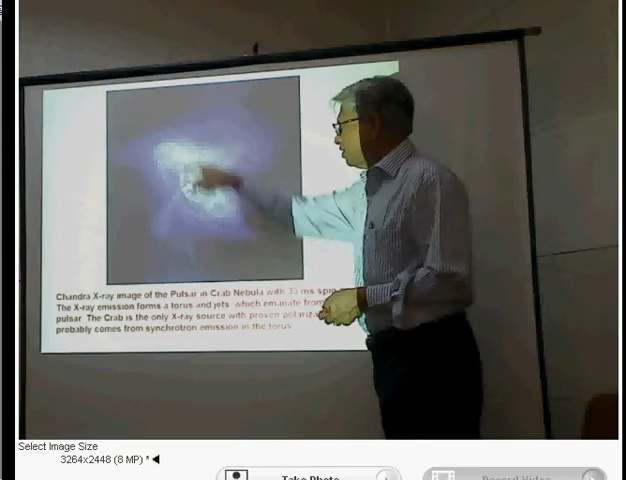 Chandra X-ray image of the Pulsar in Crab Nebula with 33 ms spin
The X-ray emission forms a torus and jets which emanate from
pulsar The Crab is the only X-ray source with proven polariza
probably comes from synchrotron emission in the torus
Select Image Size
3264x2448 (8 MP) *
Take Photo
Record Video